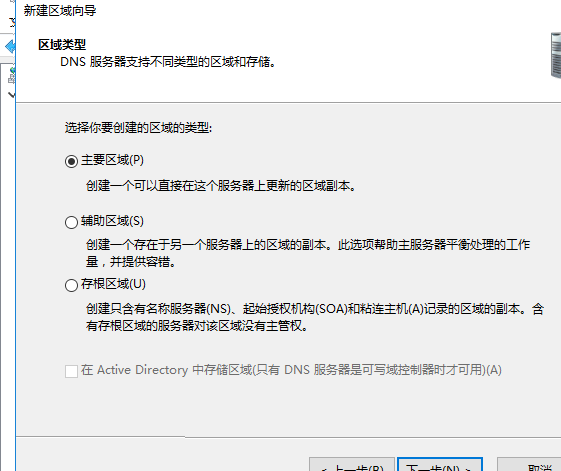 新建区域向导
区域类型
DNS 服务器支持不同类型的区域和存储。
选择你要创建的区域的类型:
主要区域(P)
创建一个可以直接在这个服务器上更新的区域副本。
辅助区域(S)
创建一个存在于另一个服务器上的区域的副本。此选项帮助主服务器平衡处理的工作
量，并提供容错。
存根区域(U)
创建只含有名称服务器(NS)、起始授权机构(SOA)和粘连主机(A)记录的区域的副本。含
有存根区域的服务器对该区域没有主管权。
在 Active Directory 中存储区域(只有 DNS 服务器是可写域控制器时才可用)(A)
< 上一步(B) 下一步(N) > 取消